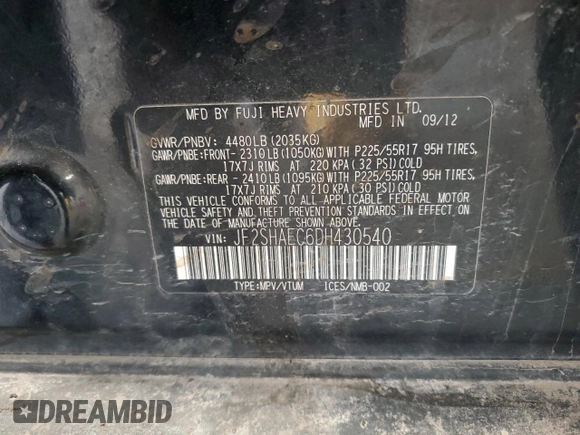 MFD BY FUJI HEAVY INDUSTRIES LTD.
MFD IN 09/12
GVWR/PNBV: 4480LB (2035KG)
GAWR/PNBE:FRONT- 2310LB (1050KG) WITH P225/55R17 95H TIRES,
17X7J RIMS AT 220 KPA (32 PSI) COLD
GAWR/PNBE:REAR - 2410LB (1095KG) WITH P225/55R17 95H TIRES,
17X7J RIMS AT 210 KPA (30 PSI) COLD
THIS VEHICLE CONFORMS TO ALL APPLICABLE FEDERAL MOTOR
VEHICLE SAFETY AND THEFT PREVENTION STANDARDS IN EFFECT ON
THE DATE OF MANUFACTURE SHOWN ABOVE.
VIN: JF2SHAEC6DH430540
TYPE:MPV/VTUM ICES/NMB-002
DREAMBID